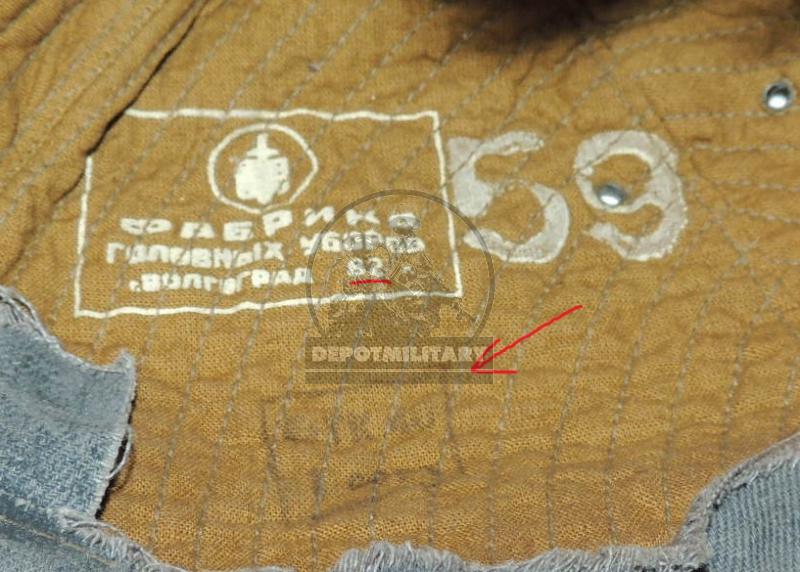 ФАБРИКА
ГОЛОВНЫХ УБОРОВ
г.ВОЛГОГРАД 82
59
DEPOTMILITARY